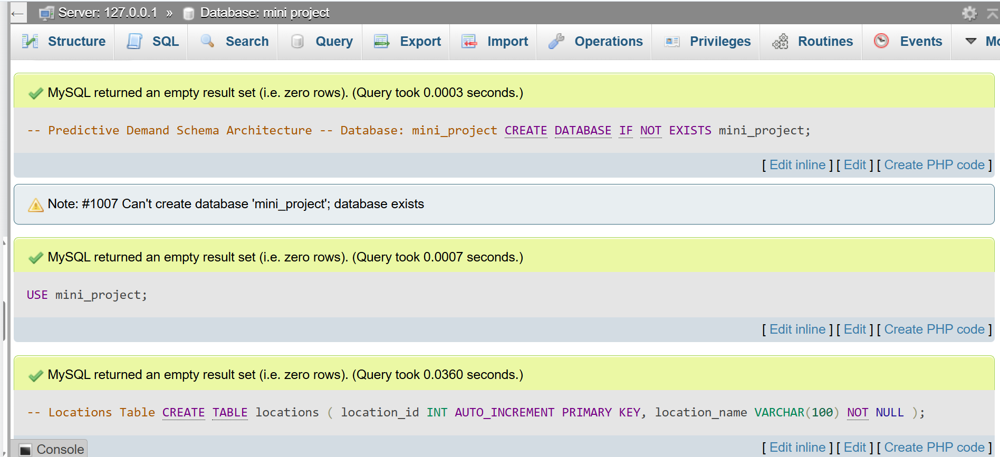 Server: 127.0.0.1 » Database: mini project
Structure SQL Search Query Export Import Operations Privileges Routines Events
MySQL returned an empty result set (i.e. zero rows). (Query took 0.0003 seconds.)
-- Predictive Demand Schema Architecture -- Database: mini_project CREATE DATABASE IF NOT EXISTS mini_project;
[ Edit inline ] [ Edit ] [ Create PHP code ]
Note: #1007 Can't create database 'mini_project'; database exists
MySQL returned an empty result set (i.e. zero rows). (Query took 0.0007 seconds.)
USE mini_project;
[ Edit inline ] [ Edit ] [ Create PHP code ]
MySQL returned an empty result set (i.e. zero rows). (Query took 0.0360 seconds.)
-- Locations Table CREATE TABLE locations ( location_id INT AUTO_INCREMENT PRIMARY KEY, location_name VARCHAR(100) NOT NULL );
[ Edit inline ] [ Edit ] [ Create PHP code ]
Console